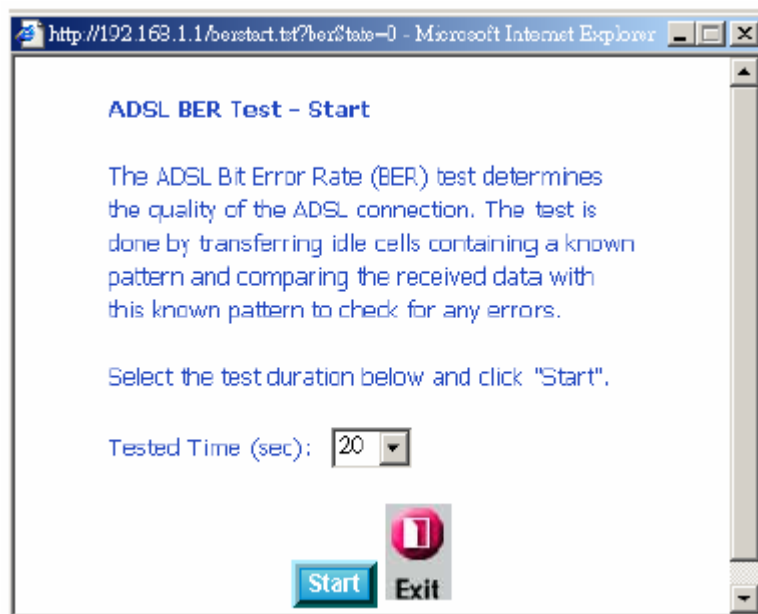 http://192.168.1.1/berstart.tst?berState=0 - Microsoft Internet Explorer
ADSL BER Test - Start
The ADSL Bit Error Rate (BER) test determines
the quality of the ADSL connection. The test is
done by transferring idle cells containing a known
pattern and comparing the received data with
this known pattern to check for any errors.
Select the test duration below and click "Start".
Tested Time (sec): 20
Start Exit